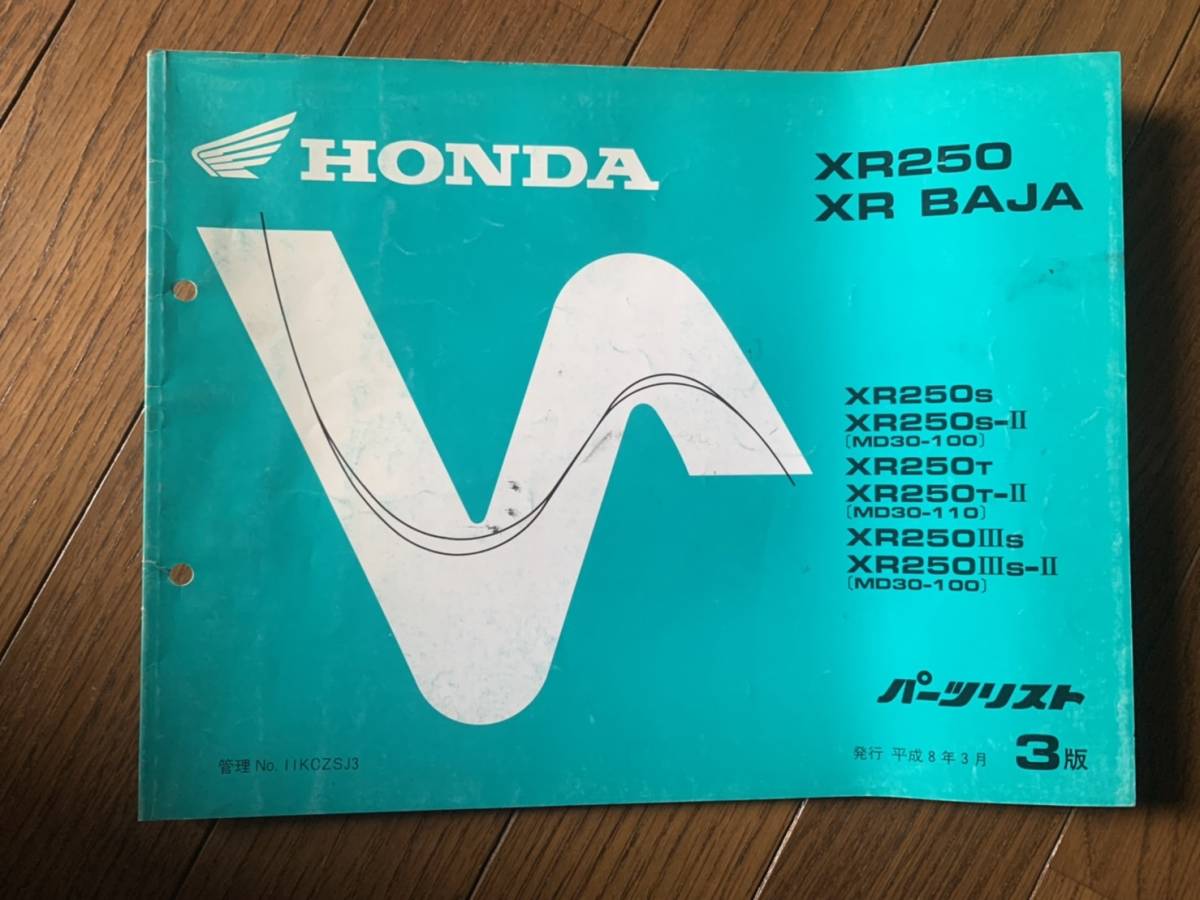 HONDA
XR250
XR BAJA
XR250S
XR250S-II
〔MD30-100〕
XR250T
XR250T-II
〔MD30-110〕
XR250IIIS
XR250IIIS-II
〔MD30-100〕
パーツリスト
管理 No. 11KCZSJ3
発行 平成8年3月 3版